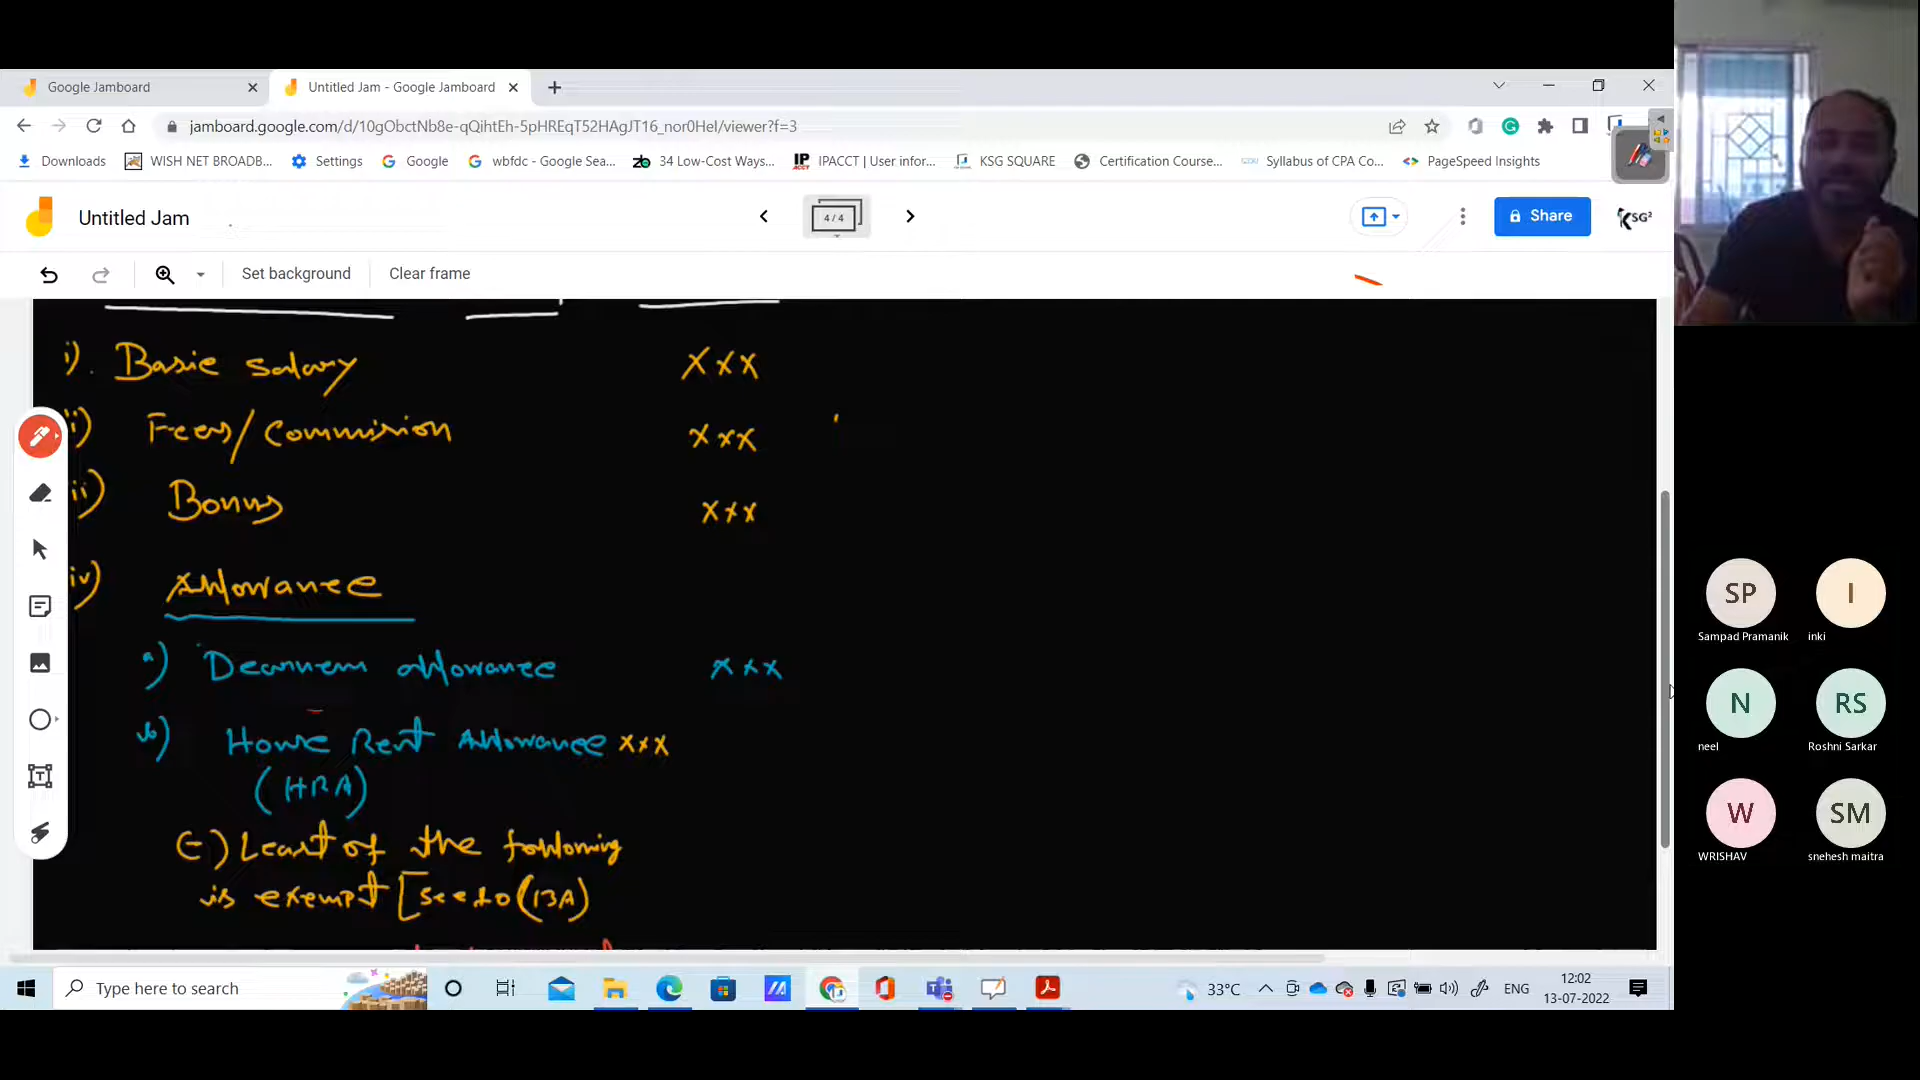 Google Jamboard
Untitled Jam - Google Jamboard
jamboard.google.com/d/10gObctNb8e-qQihtEh-5pHREqT52HAgJT16_nor0HeI/viewer?f=3
Downloads
WISH NET BROADB...
Settings
Google
wbfdc - Google Sea...
34 Low-Cost Ways...
IPACCT | User infor...
KSG SQUARE
Certification Course...
Syllabus of CPA Co...
PageSpeed Insights
Untitled Jam
4 / 4
Share
KSG²
Set background
Clear frame
i). Basic salary XXX
ii) Fees/Commission XXX
iii) Bonus XXX
iv) Allowance
a) Dearness allowance XXX
b) House Rent Allowance XXX
(HRA)
(-) Least of the following
is exempt [Sec 10(13A)
SP
Sampad Pramanik
I
inki
N
neel
RS
Roshni Sarkar
W
WRISHAV
SM
snehesh maitra
Type here to search
33°C
ENG
12:02
13-07-2022